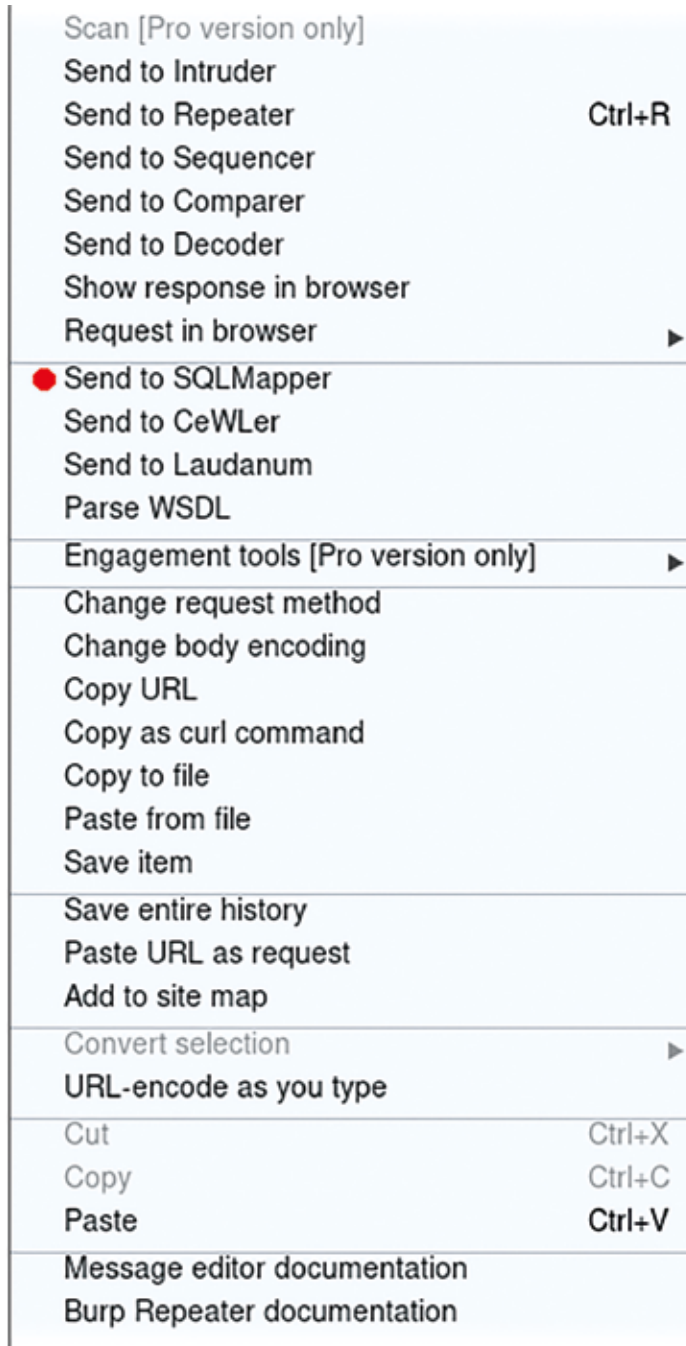 Scan [Pro version only]
Send to Intruder
Send to Repeater Ctrl+R
Send to Sequencer
Send to Comparer
Send to Decoder
Show response in browser
Request in browser
Send to SQLMapper
Send to CeWLer
Send to Laudanum
Parse WSDL
Engagement tools [Pro version only]
Change request method
Change body encoding
Copy URL
Copy as curl command
Copy to file
Paste from file
Save item
Save entire history
Paste URL as request
Add to site map
Convert selection
URL-encode as you type
Cut Ctrl+X
Copy Ctrl+C
Paste Ctrl+V
Message editor documentation
Burp Repeater documentation